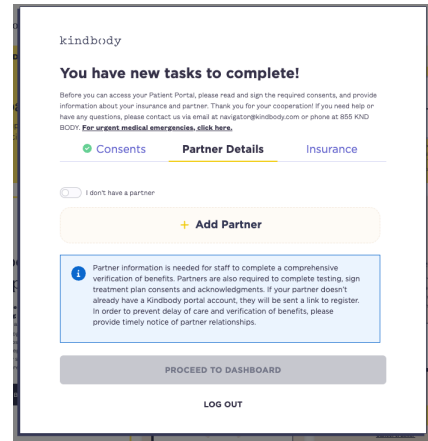 kindbody
You have new tasks to complete!
Before you can access your Patient Portal, please read and sign the required consents, and provide
information about your insurance and partner. Thank you for your cooperation! If you need help or
have any questions, please contact us via email at navigator@kindbody.com or phone at 855 KND
BODY. For urgent medical emergencies, click here.
Consents Partner Details Insurance
I don't have a partner
+ Add Partner
Partner information is needed for staff to complete a comprehensive
verification of benefits. Partners are also required to complete testing, sign
treatment plan consents and acknowledgments. If your partner doesn't
already have a Kindbody portal account, they will be sent a link to register.
In order to prevent delay of care and verification of benefits, please
provide timely notice of partner relationships.
PROCEED TO DASHBOARD
LOG OUT